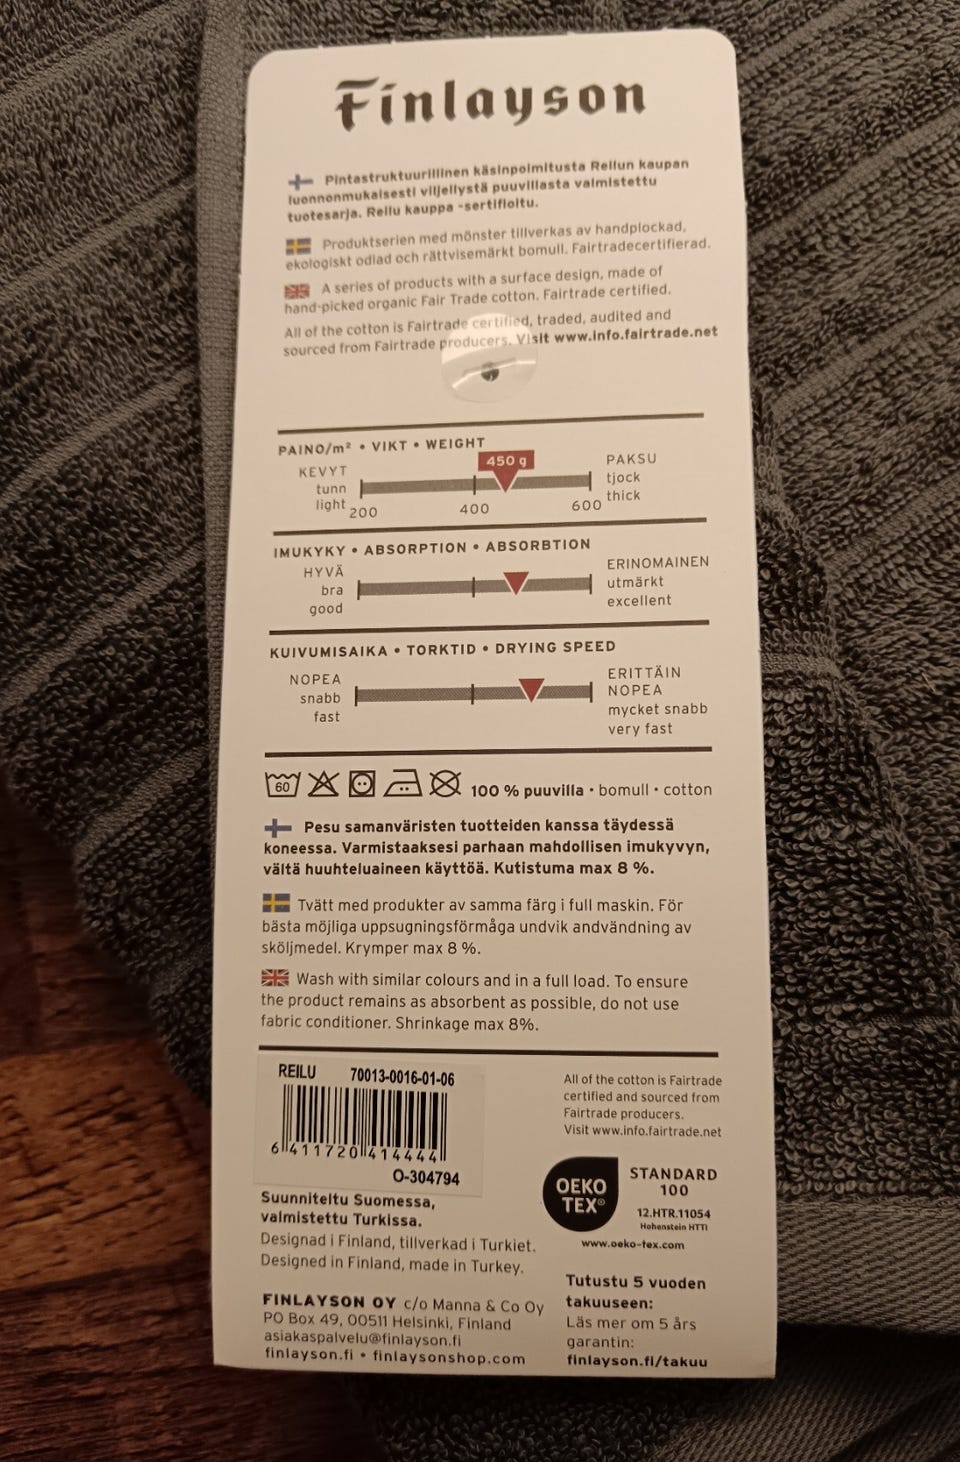 Finlayson
Pintastruktuurillinen käsinpoimitusta Reilun kaupan
luonnonmukaisesti viljellystä puuvillasta valmistettu
tuotesarja. Reilu kauppa -sertifioitu.
Produktserien med mönster tillverkas av handplockad,
ekologiskt odlad och rättvisemärkt bomull. Fairtradecertifierad.
A series of products with a surface design, made of
hand-picked organic Fair Trade cotton. Fairtrade certified.
All of the cotton is Fairtrade certified, traded, audited and
sourced from Fairtrade producers. Visit www.info.fairtrade.net
PAINO/m² • VIKT • WEIGHT
KEVYT
tunn
light
450 g
200 400 600
PAKSU
tjock
thick
IMUKYKY • ABSORPTION • ABSORBTION
HYVÄ
bra
good
ERINOMAINEN
utmärkt
excellent
KUIVUMISAIKA • TORKTID • DRYING SPEED
NOPEA
snabb
fast
ERITTÄIN
NOPEA
mycket snabb
very fast
60 100 % puuvilla • bomull • cotton
Pesu samanväristen tuotteiden kanssa täydessä
koneessa. Varmistaaksesi parhaan mahdollisen imukyvyn,
vältä huuhteluaineen käyttöä. Kutistuma max 8 %.
Tvätt med produkter av samma färg i full maskin. För
bästa möjliga uppsugningsförmåga undvik andvändning av
sköljmedel. Krymper max 8 %.
Wash with similar colours and in a full load. To ensure
the product remains as absorbent as possible, do not use
fabric conditioner. Shrinkage max 8%.
REILU 70013-0016-01-06
6 411720 414444
O-304794
All of the cotton is Fairtrade
certified and sourced from
Fairtrade producers.
Visit www.info.fairtrade.net
OEKO
TEX®
STANDARD
100
12.HTR.11054
Hohenstein HTTI
www.oeko-tex.com
Suunniteltu Suomessa,
valmistettu Turkissa.
Designad i Finland, tillverkad i Turkiet.
Designed in Finland, made in Turkey.
FINLAYSON OY c/o Manna & Co Oy
PO Box 49, 00511 Helsinki, Finland
asiakaspalvelu@finlayson.fi
finlayson.fi • finlaysonshop.com
Tutustu 5 vuoden
takuuseen:
Läs mer om 5 års
garantin:
finlayson.fi/takuu